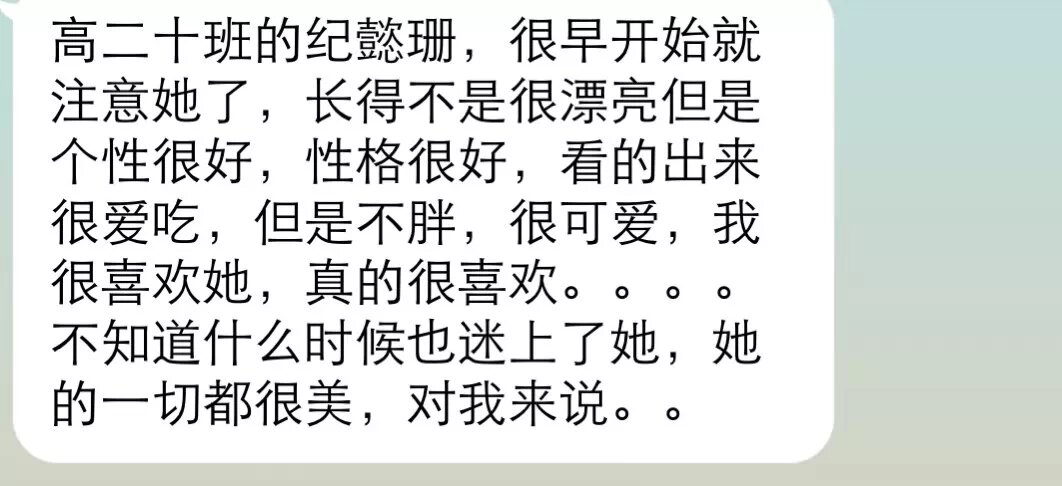 高二十班的纪懿珊，很早开始就
注意她了，长得不是很漂亮但是
个性很好，性格很好，看的出来
很爱吃，但是不胖，很可爱，我
很喜欢她，真的很喜欢。。。。
不知道什么时候也迷上了她，她
的一切都很美，对我来说。。